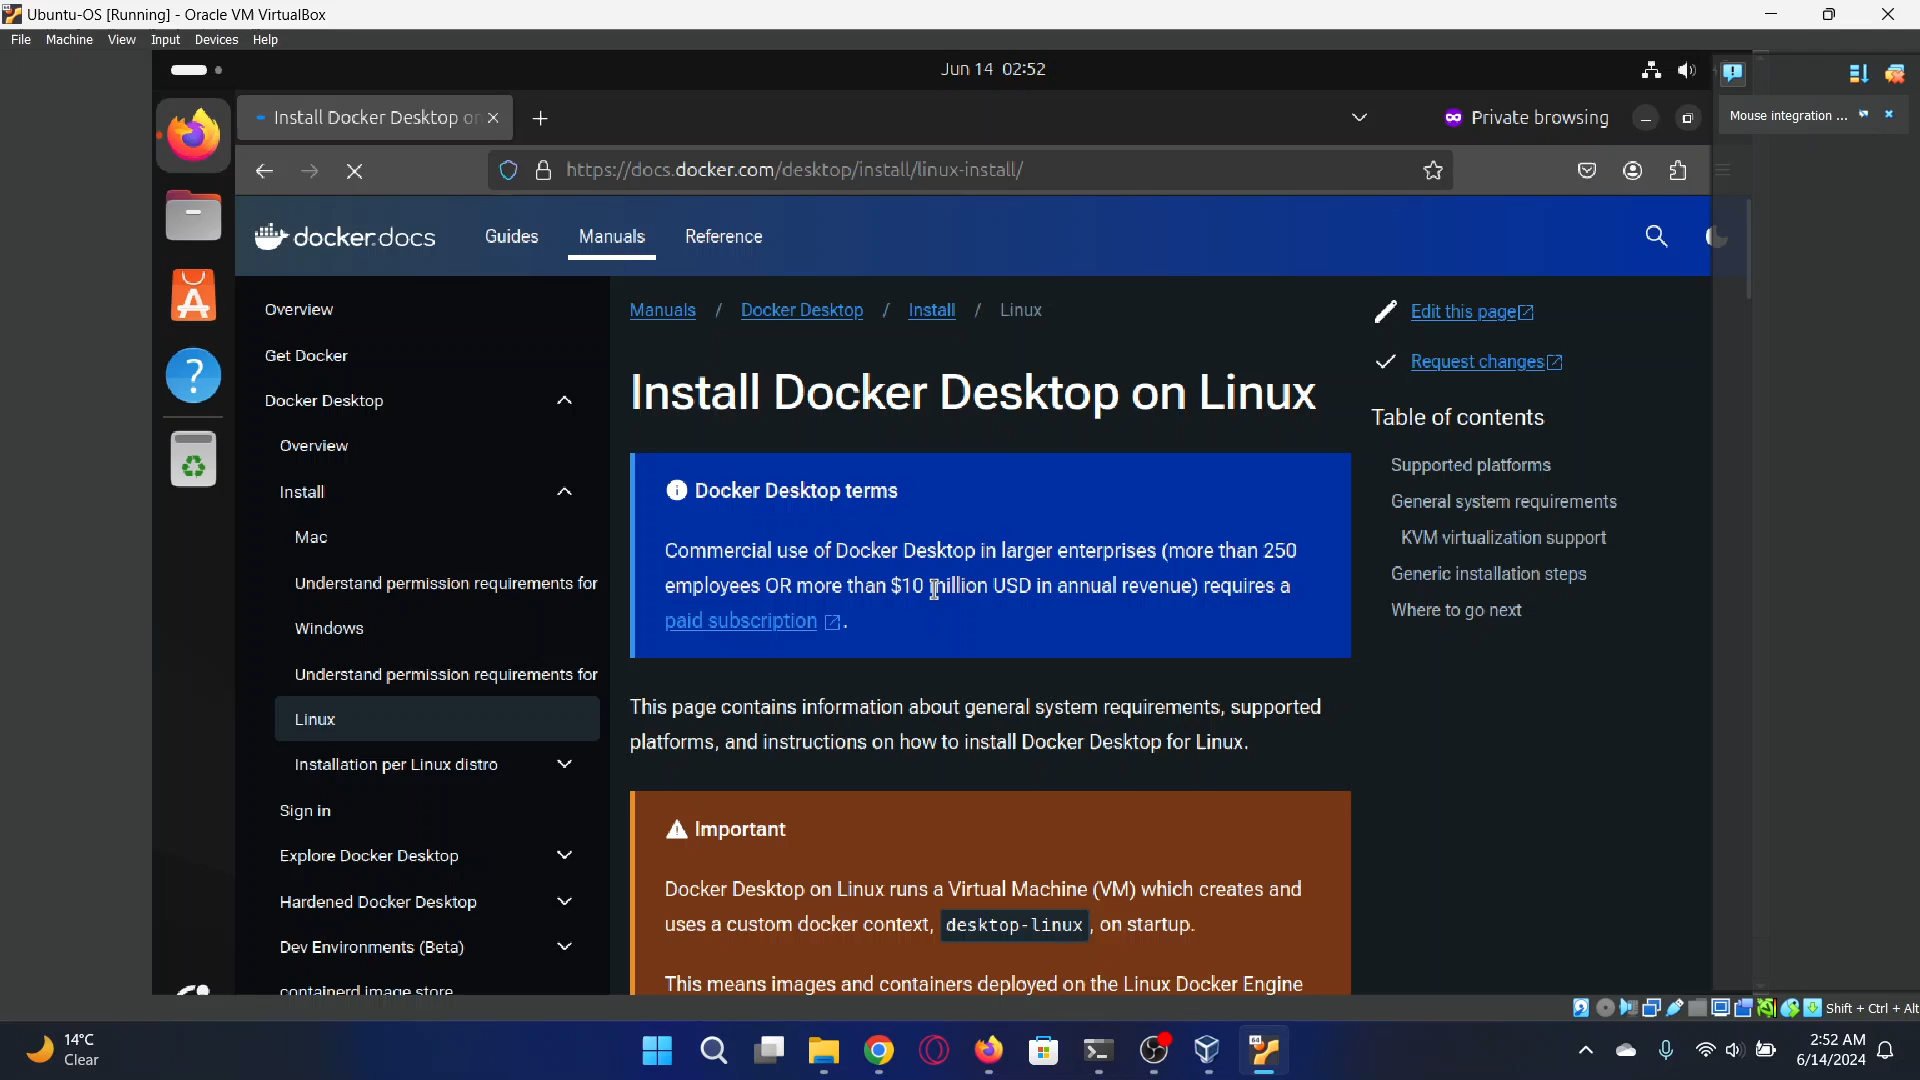 Ubuntu-OS [Running] - Oracle VM VirtualBox
File Machine View Input Devices Help
Jun 14 02:52
Install Docker Desktop or
Private browsing
Mouse integration ...
https://docs.docker.com/desktop/install/linux-install/
docker.docs
Guides Manuals Reference
Overview
Get Docker
Docker Desktop
Overview
Install
Mac
Understand permission requirements for
Windows
Understand permission requirements for
Linux
Installation per Linux distro
Sign in
Explore Docker Desktop
Hardened Docker Desktop
Dev Environments (Beta)
containerd image store
Manuals / Docker Desktop / Install / Linux
Install Docker Desktop on Linux
Docker Desktop terms
Commercial use of Docker Desktop in larger enterprises (more than 250
employees OR more than $10 million USD in annual revenue) requires a
paid subscription .
This page contains information about general system requirements, supported
platforms, and instructions on how to install Docker Desktop for Linux.
Important
Docker Desktop on Linux runs a Virtual Machine (VM) which creates and
uses a custom docker context, desktop-linux, on startup.
This means images and containers deployed on the Linux Docker Engine
Edit this page
Request changes
Table of contents
Supported platforms
General system requirements
KVM virtualization support
Generic installation steps
Where to go next
Shift + Ctrl + Alt
14°C
Clear
2:52 AM
6/14/2024